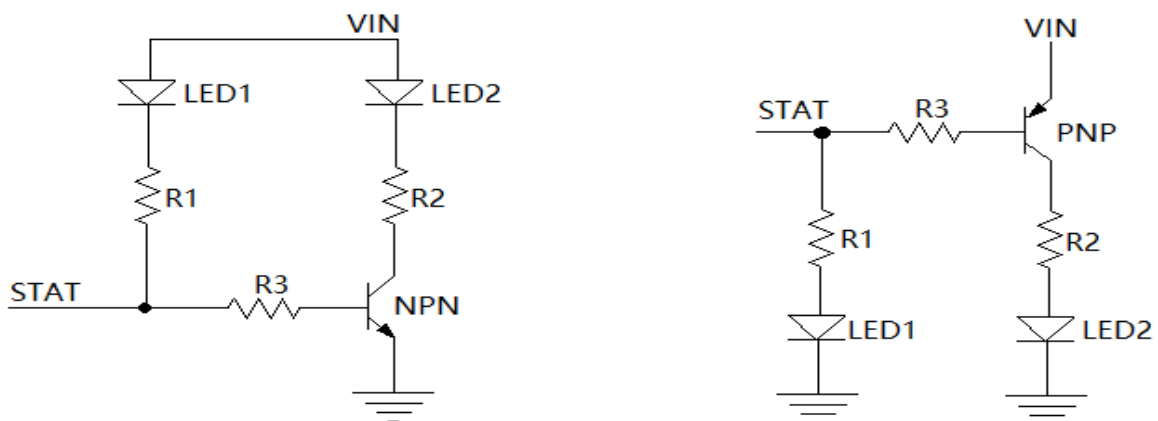 VIN
LED1
LED2
R1
R2
STAT
R3
NPN
VIN
STAT
R3
PNP
R1
R2
LED1
LED2